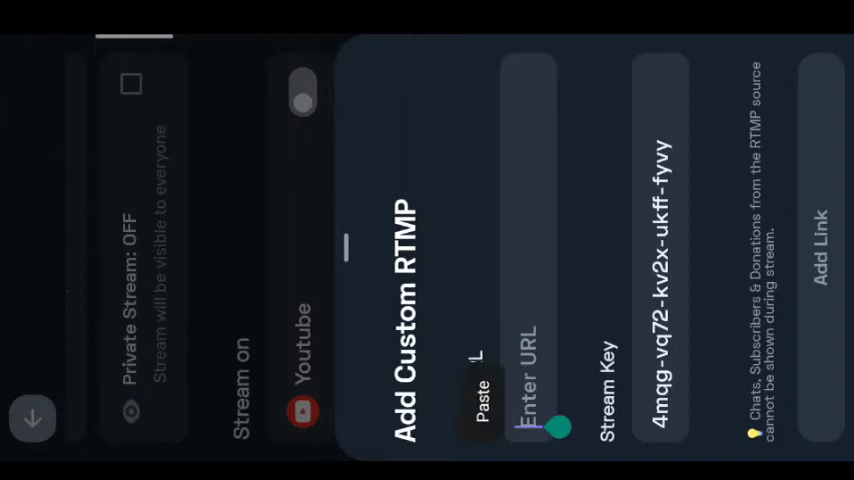 Private Stream: OFF
Stream will be visible to everyone
Stream on
Youtube
Add Custom RTMP
Paste
Enter URL
Stream Key
4mqg-vq72-kv2x-ukff-fyvy
💡 Chats, Subscribers & Donations from the RTMP source
cannot be shown during stream.
Add Link